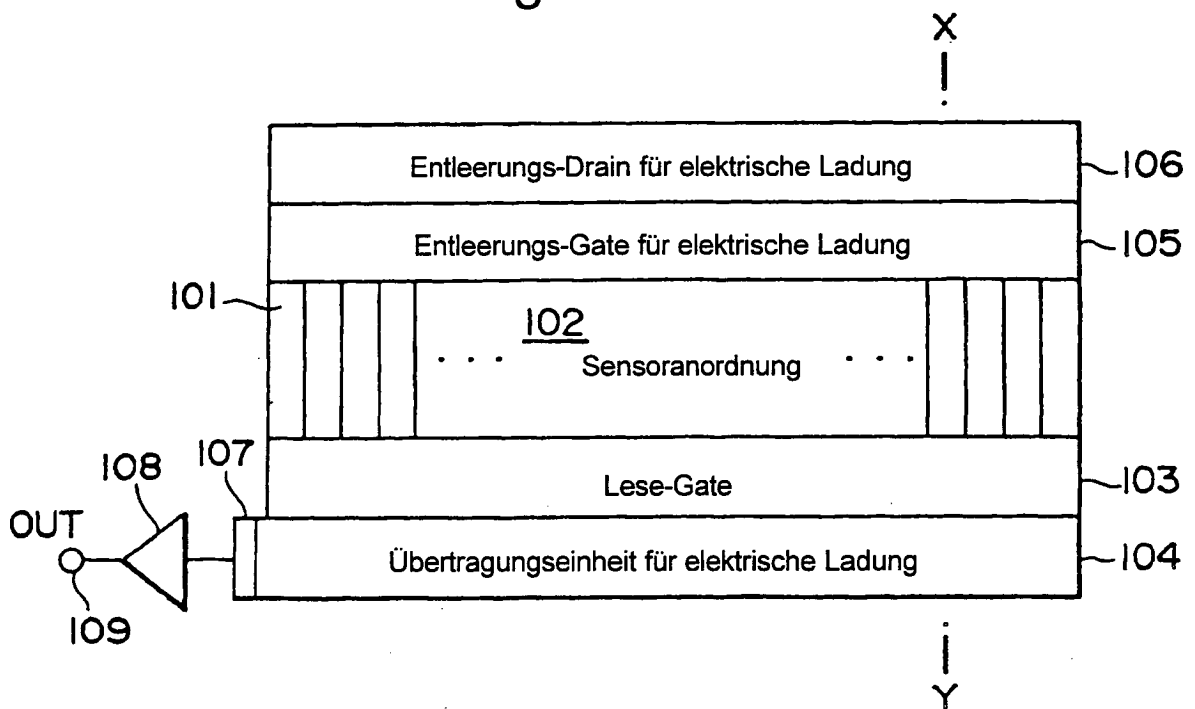 X
Entleerungs-Drain für elektrische Ladung
106
Entleerungs-Gate für elektrische Ladung
105
101
102
. . . Sensoranordnung . . .
107
108
Lese-Gate
103
OUT
Übertragungseinheit für elektrische Ladung
104
109
Y